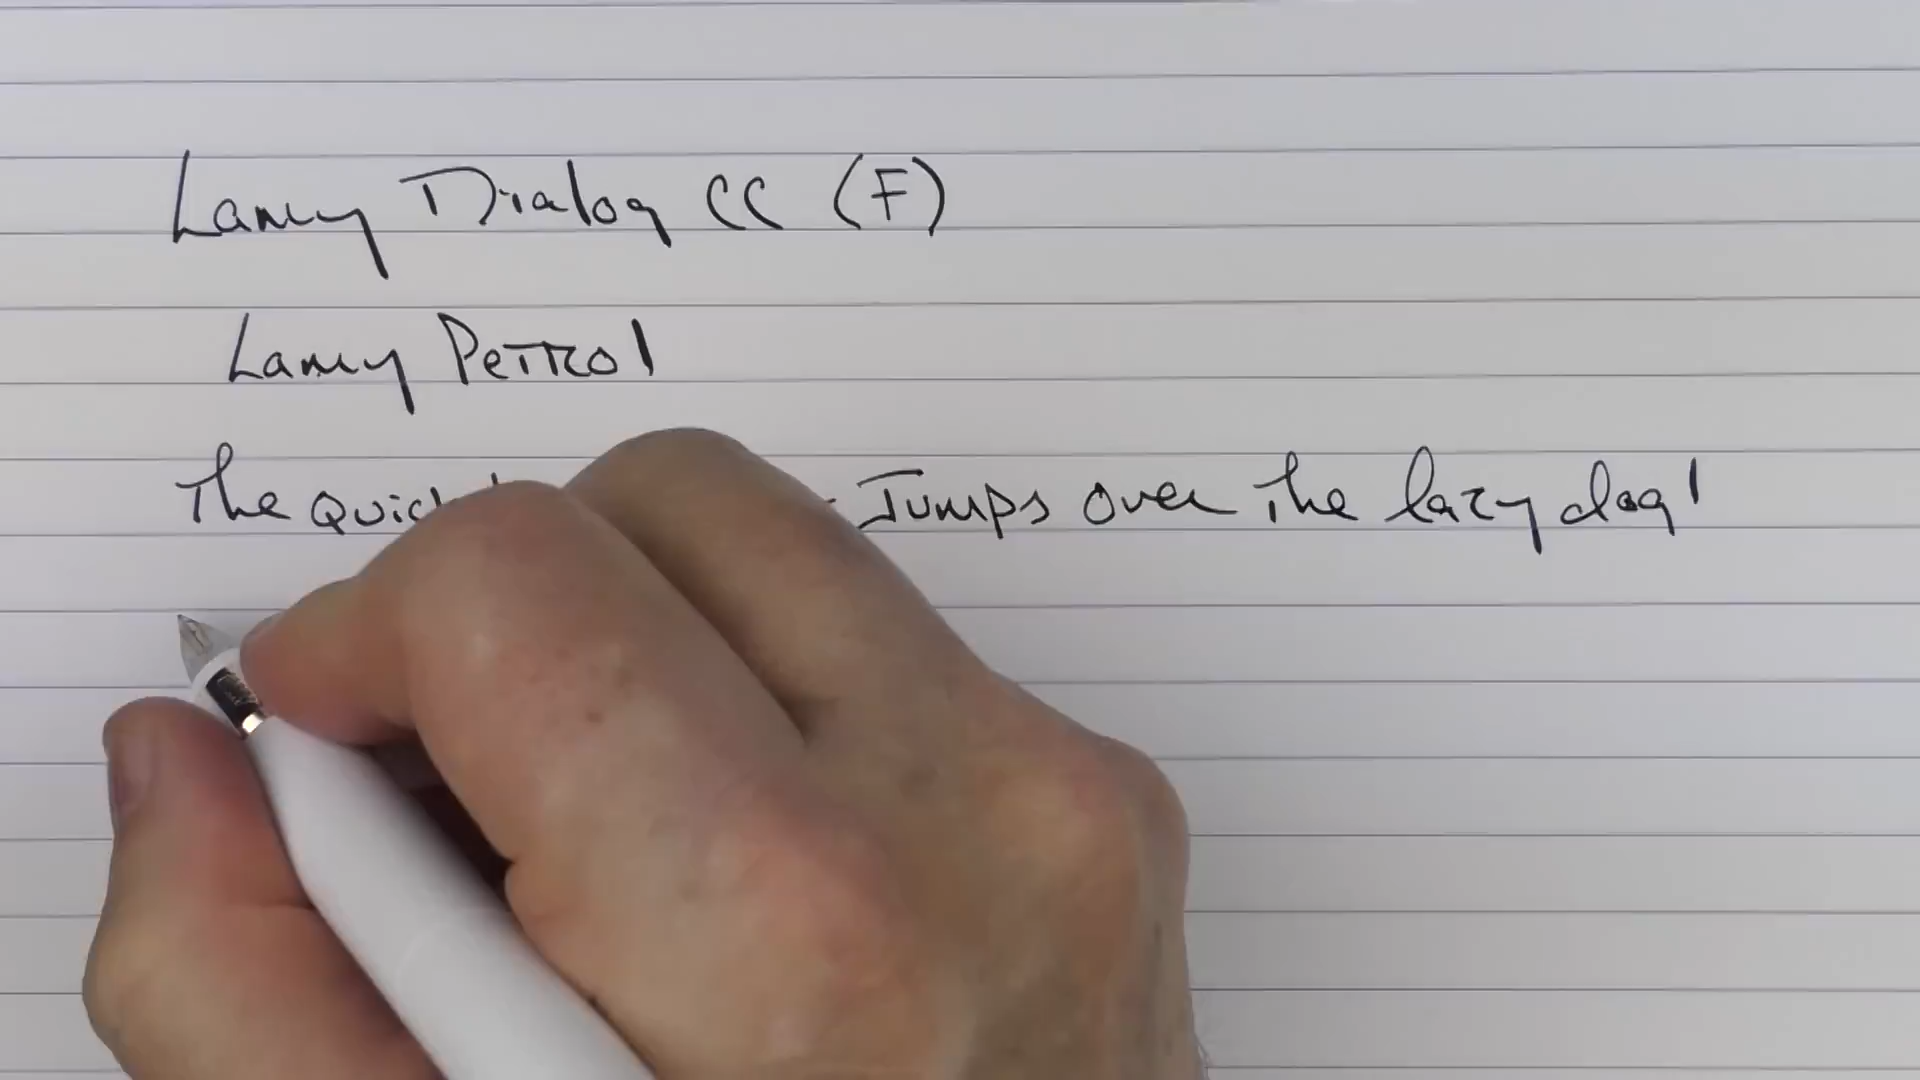 Lamy Dialog CC (F)
Lamy Petrol
The quick Jumps over the lazy dog!